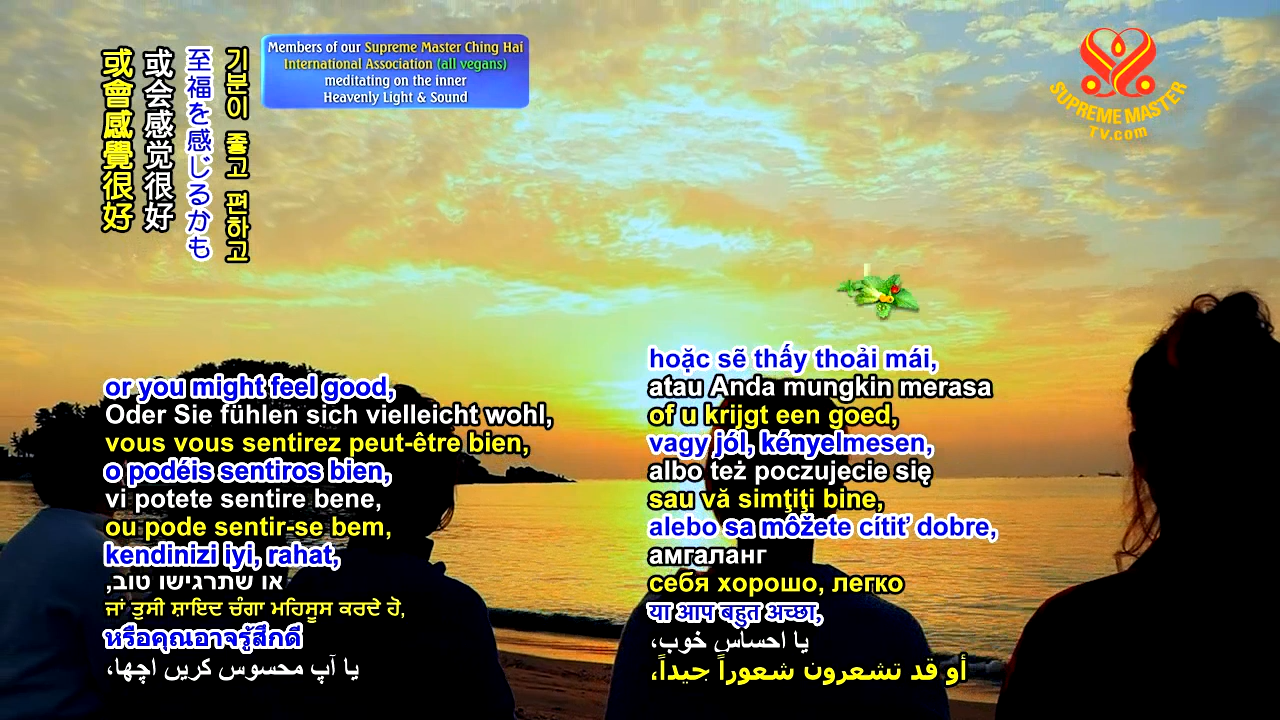 或會感覺很好
或会感觉很好
至福を感じるかも
기분이 좋고 편하고
Members of our Supreme Master Ching Hai
International Association (all vegans)
meditating on the inner
Heavenly Light & Sound
SUPREME MASTER
TV.com
or you might feel good,
Oder Sie fühlen sich vielleicht wohl,
vous vous sentirez peut-être bien,
o podéis sentiros bien,
vi potete sentire bene,
ou pode sentir-se bem,
kendinizi iyi, rahat,
או שתרגישו טוב,
ਜਾਂ ਤੁਸੀ ਸ਼ਾਇਦ ਚੰਗਾ ਮਹਿਸੂਸ ਕਰਦੇ ਹੋ,
หรือคุณอาจรู้สึกดี
یا آپ محسوس کریں اچھا،
hoặc sẽ thấy thoải mái,
atau Anda mungkin merasa
of u krijgt een goed,
vagy jól, kényelmesen,
albo też poczujecie się
sau vă simţiţi bine,
alebo sa môžete cítiť dobre,
амгаланг
себя хорошо, легко
या आप बहुत अच्छा,
یا احساس خوب،
أو قد تشعرون شعوراً جيداً،